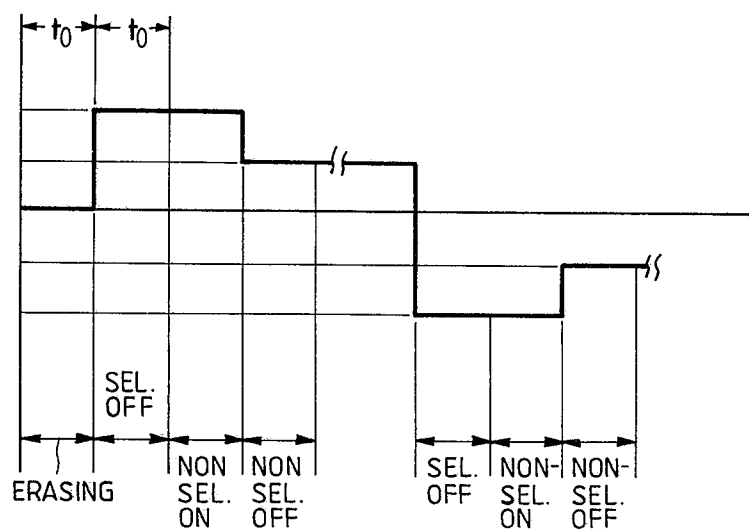 t0 t0
SEL.
OFF
ERASING
NON
SEL.
ON
NON
SEL.
OFF
SEL.
OFF
NON-
SEL.
ON
NON-
SEL.
OFF